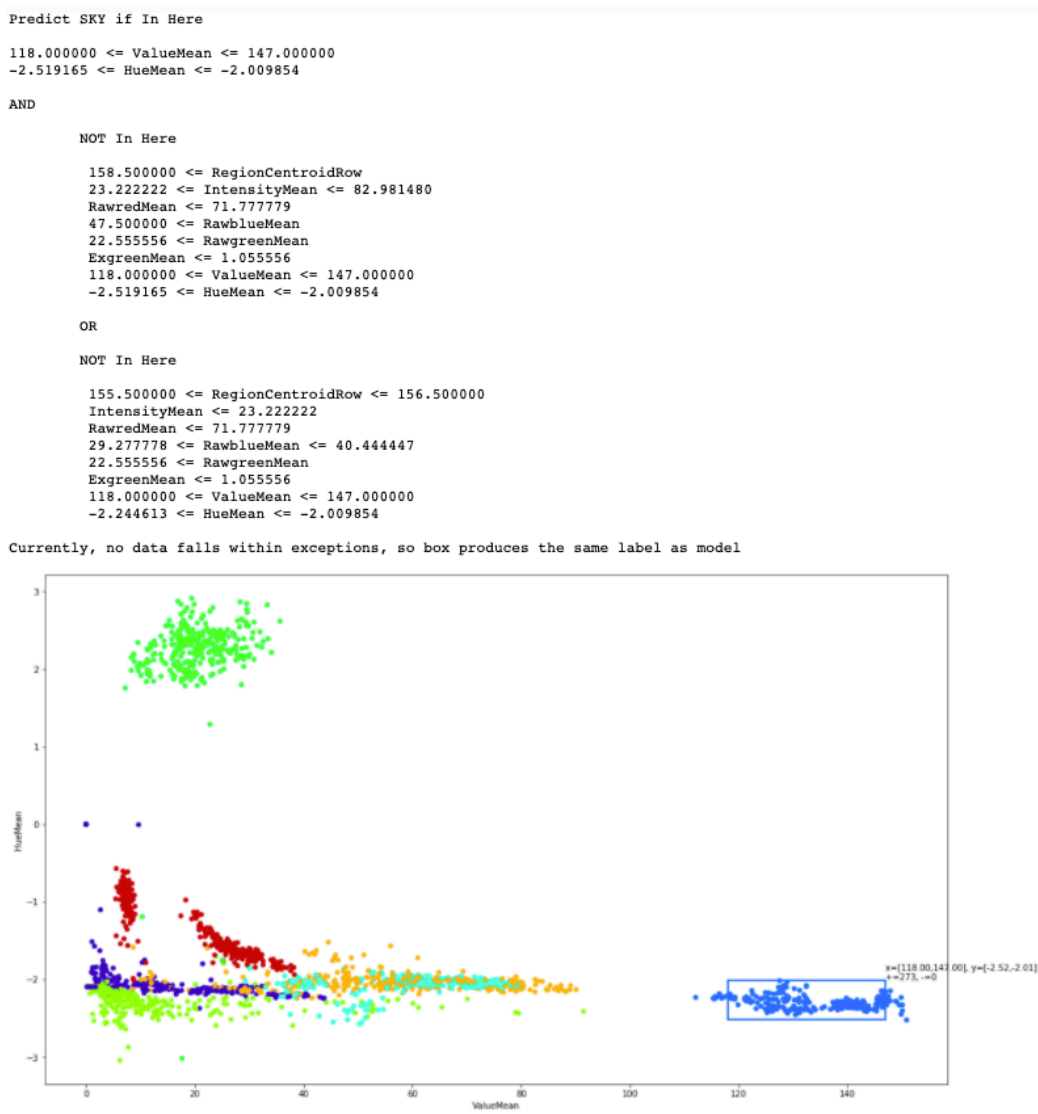 Predict SKY if In Here
118.000000 <= ValueMean <= 147.000000
-2.519165 <= HueMean <= -2.009854
AND
NOT In Here
158.500000 <= RegionCentroidRow
23.222222 <= IntensityMean <= 82.981480
RawredMean <= 71.777779
47.500000 <= RawblueMean
22.555556 <= RawgreenMean
ExgreenMean <= 1.055556
118.000000 <= ValueMean <= 147.000000
-2.519165 <= HueMean <= -2.009854
OR
NOT In Here
155.500000 <= RegionCentroidRow <= 156.500000
IntensityMean <= 23.222222
RawredMean <= 71.777779
29.277778 <= RawblueMean <= 40.444447
22.555556 <= RawgreenMean
ExgreenMean <= 1.055556
118.000000 <= ValueMean <= 147.000000
-2.244613 <= HueMean <= -2.009854
Currently, no data falls within exceptions, so box produces the same label as model
3
2
1
0
-1
-2
-3
HueMean
x=[118.00,147.00], y=[-2.52,-2.01]
+=273, -=0
0 20 40 60 80 100 120 140
ValueMean